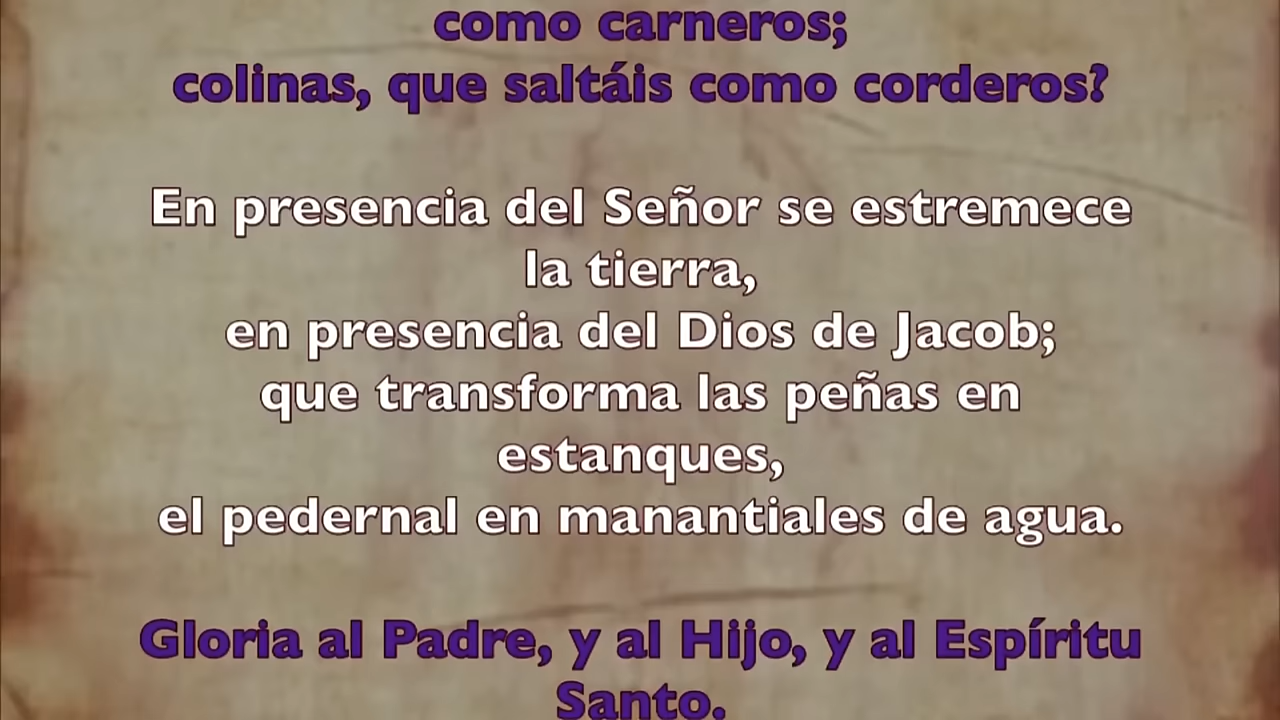 como carneros;
colinas, que saltáis como corderos?
En presencia del Señor se estremece
la tierra,
en presencia del Dios de Jacob;
que transforma las peñas en
estanques,
el pedernal en manantiales de agua.
Gloria al Padre, y al Hijo, y al Espíritu
Santo.